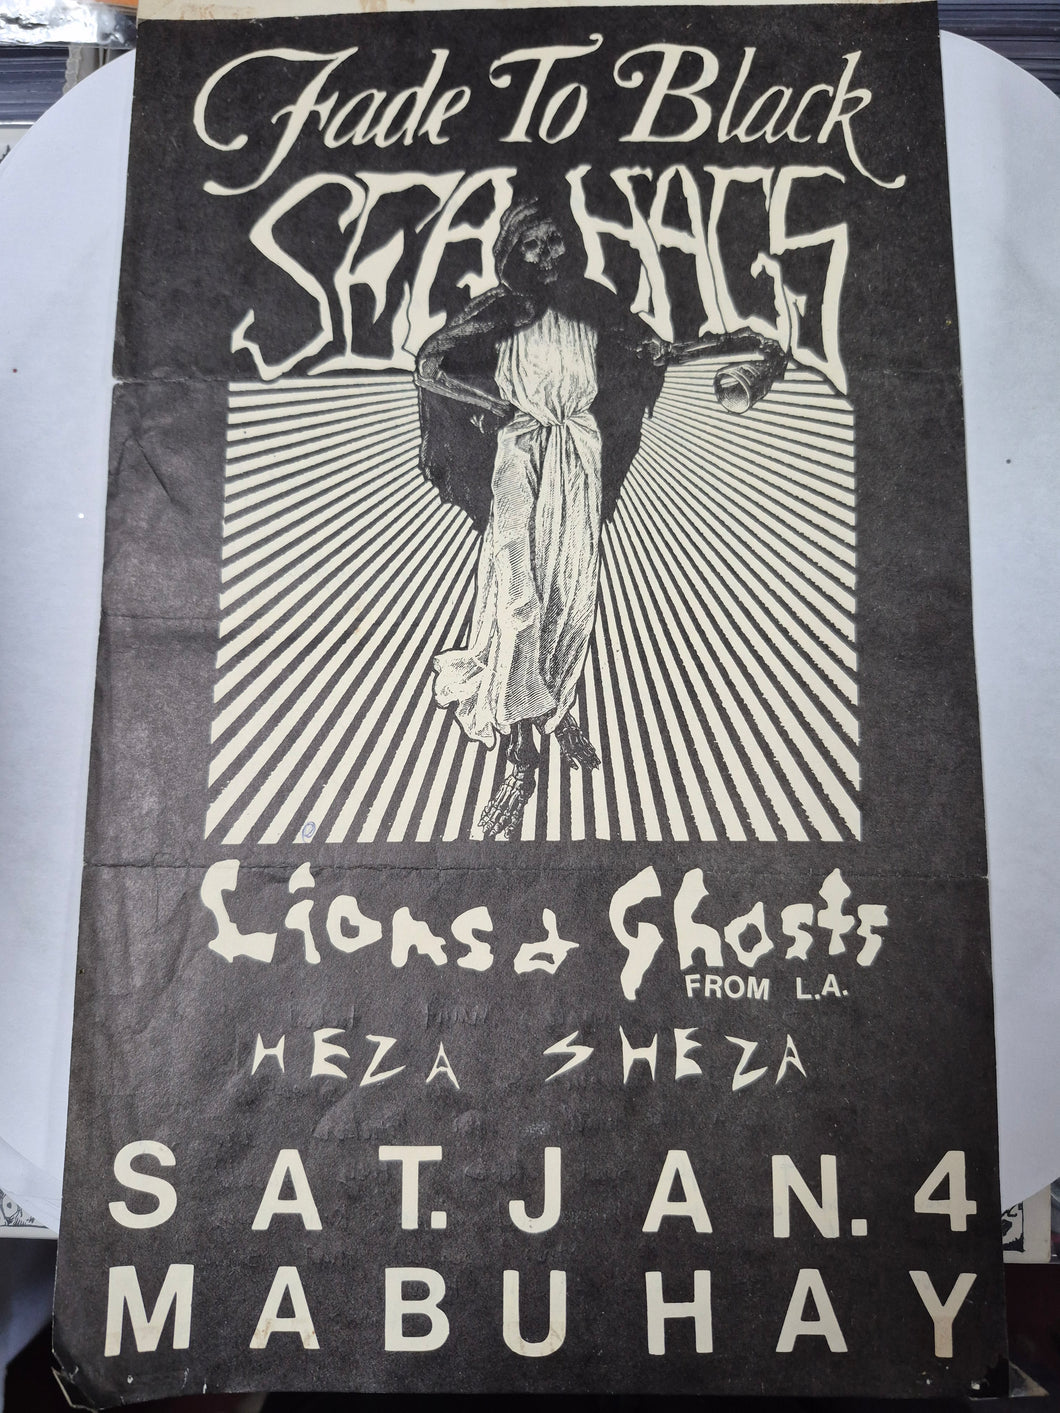 Fade To Black
SEA HAGS
Lions & Ghosts
FROM L.A.
HEZA SHEZA
SAT. JAN. 4
MABUHAY